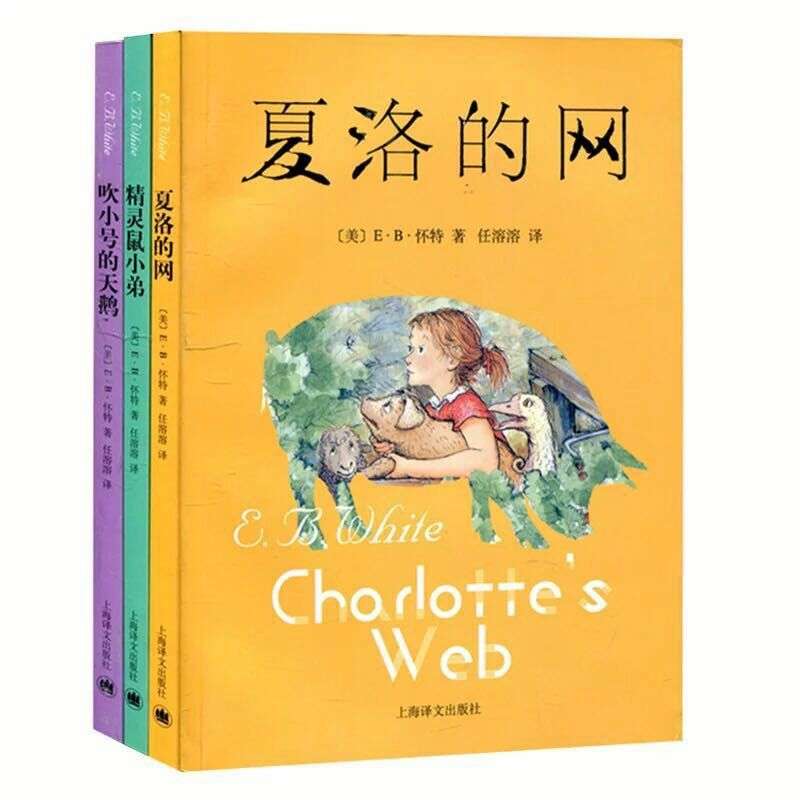 E.B.White
吹小号的天鹅
〔美〕E·B·怀特 著 任溶溶 译
上海译文出版社
E.B.White
精灵鼠小弟
〔美〕E·B·怀特 著 任溶溶 译
上海译文出版社
E.B.White
夏洛的网
〔美〕E·B·怀特 著 任溶溶 译
上海译文出版社
夏洛的网
〔美〕E·B·怀特 著 任溶溶 译
E.B.White
Charlotte's
Web
上海译文出版社